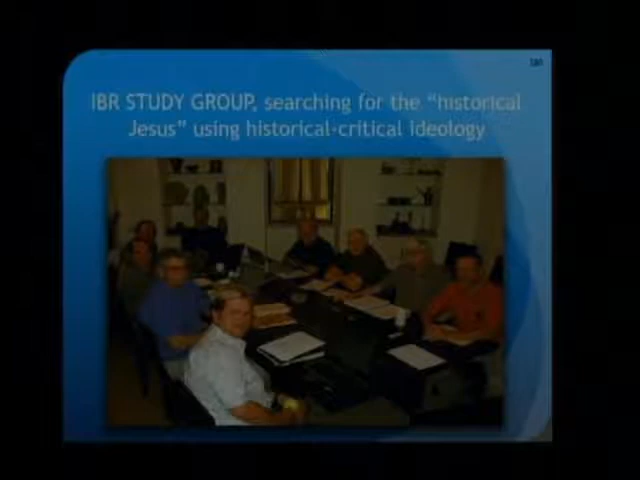 IBR STUDY GROUP, searching for the "historical
Jesus" using historical-critical ideology